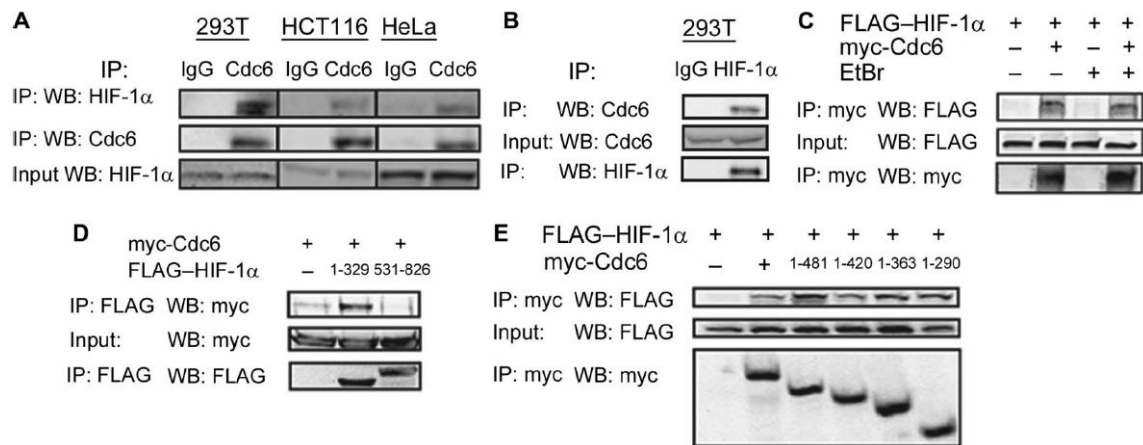 A
293T HCT116 HeLa
IP: IgG Cdc6 IgG Cdc6 IgG Cdc6
IP: WB: HIF-1α
IP: WB: Cdc6
Input WB: HIF-1α
B
293T
IP: IgG HIF-1α
IP: WB: Cdc6
Input: WB: Cdc6
IP: WB: HIF-1α
C
FLAG–HIF-1α + + + +
myc-Cdc6 – + – +
EtBr – – + +
IP: myc WB: FLAG
Input: WB: FLAG
IP: myc WB: myc
D
myc-Cdc6 + + +
FLAG–HIF-1α – 1-329 531-826
IP: FLAG WB: myc
Input: WB: myc
IP: FLAG WB: FLAG
E
FLAG–HIF-1α + + + + + +
myc-Cdc6 – + 1-481 1-420 1-363 1-290
IP: myc WB: FLAG
Input: WB: FLAG
IP: myc WB: myc